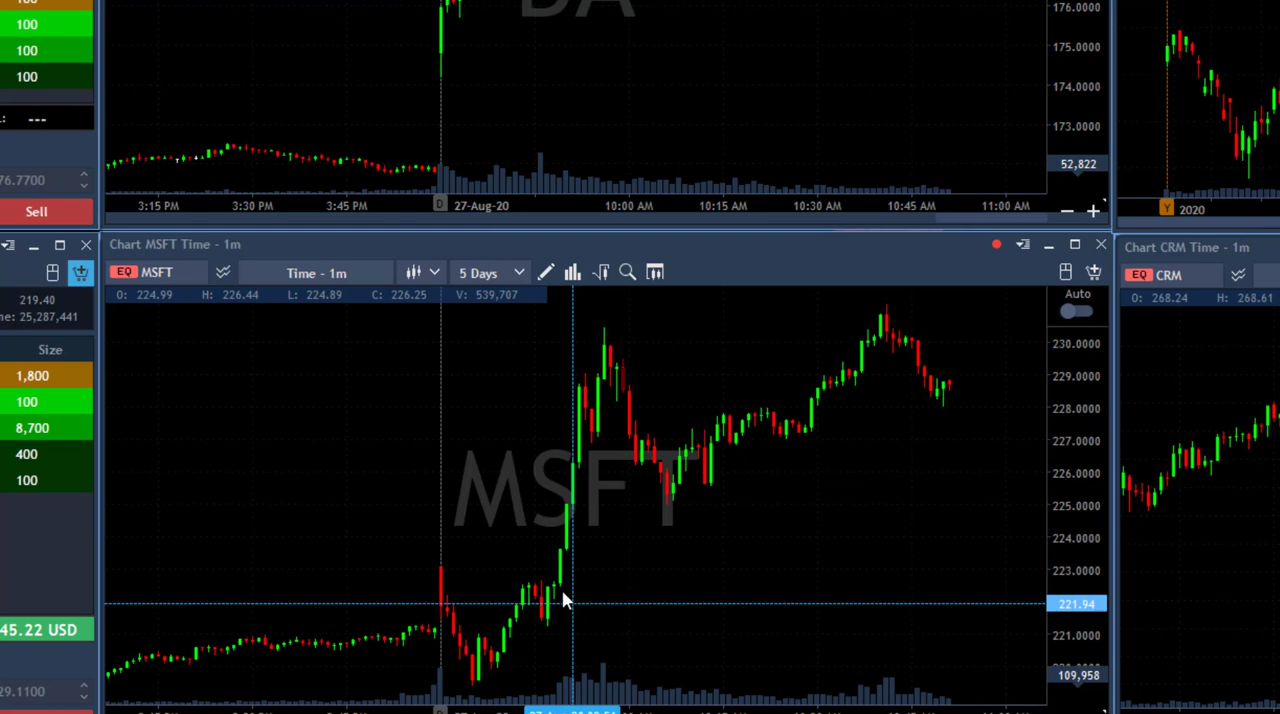 100
100
100
100
---
76.7700
Sell
BA
176.0000
175.0000
174.0000
173.0000
52,822
3:15 PM 3:30 PM 3:45 PM D 27-Aug-20 10:00 AM 10:15 AM 10:30 AM 10:45 AM 11:00 AM
Y 2020
219.40
me: 25,287,441
Size
1,800
100
8,700
400
100
45.22 USD
29.1100
Chart MSFT Time - 1m
EQ MSFT Time - 1m 5 Days
O: 224.99 H: 226.44 L: 224.89 C: 226.25 V: 539,707
Auto
MSFT
230.0000
229.0000
228.0000
227.0000
226.0000
225.0000
224.0000
223.0000
221.94
221.0000
109,958
Chart CRM Time - 1m
EQ CRM
O: 268.24 H: 268.61